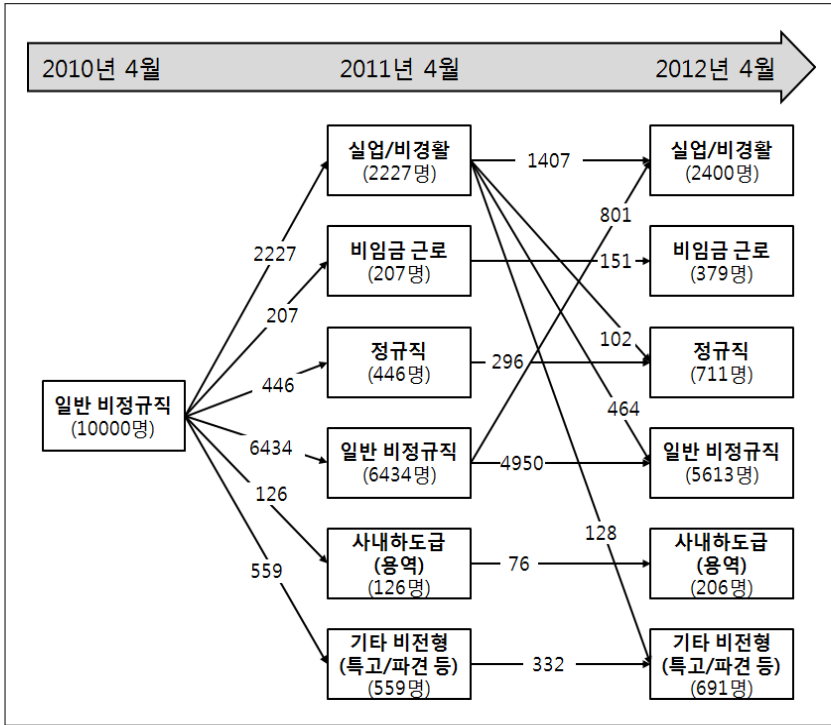 2010년 4월
2011년 4월
2012년 4월
일반 비정규직
(10000명)
2227
207
446
6434
126
559
실업/비경활
(2227명)
비임금 근로
(207명)
정규직
(446명)
일반 비정규직
(6434명)
사내하도급
(용역)
(126명)
기타 비전형
(특고/파견 등)
(559명)
1407
801
151
102
296
464
4950
128
76
332
실업/비경활
(2400명)
비임금 근로
(379명)
정규직
(711명)
일반 비정규직
(5613명)
사내하도급
(용역)
(206명)
기타 비전형
(특고/파견 등)
(691명)